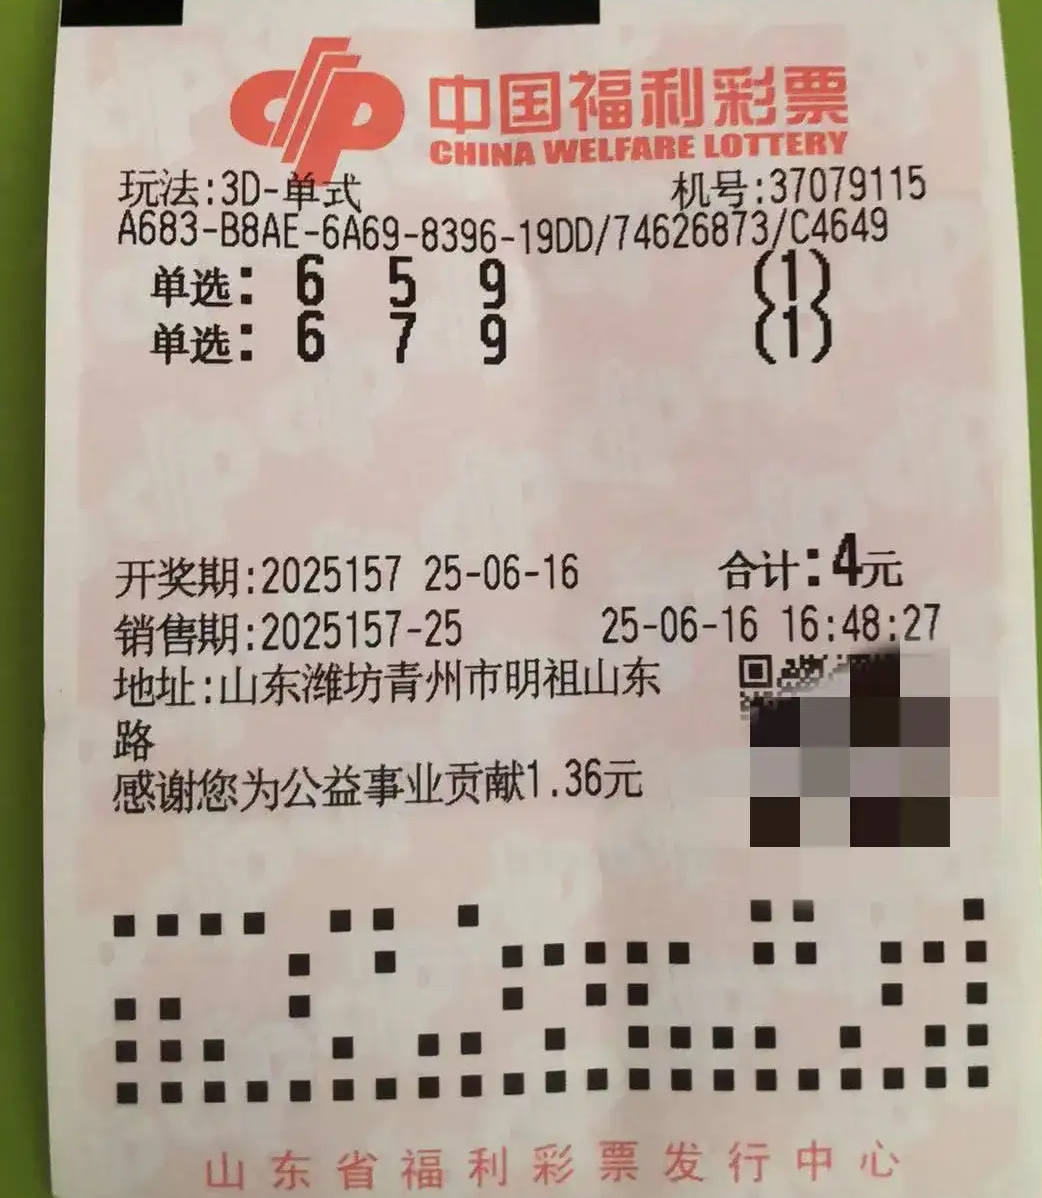 中国福利彩票
CHINA WELFARE LOTTERY
玩法:3D-单式 机号:37079115
A683-B8AE-6A69-8396-19DD/74626873/C4649
单选: 6 5 9 (1)
单选: 6 7 9 (1)
开奖期:2025157 25-06-16 合计:4元
销售期:2025157-25 25-06-16 16:48:27
地址:山东潍坊青州市明祖山东
路
感谢您为公益事业贡献1.36元
山东省福利彩票发行中心